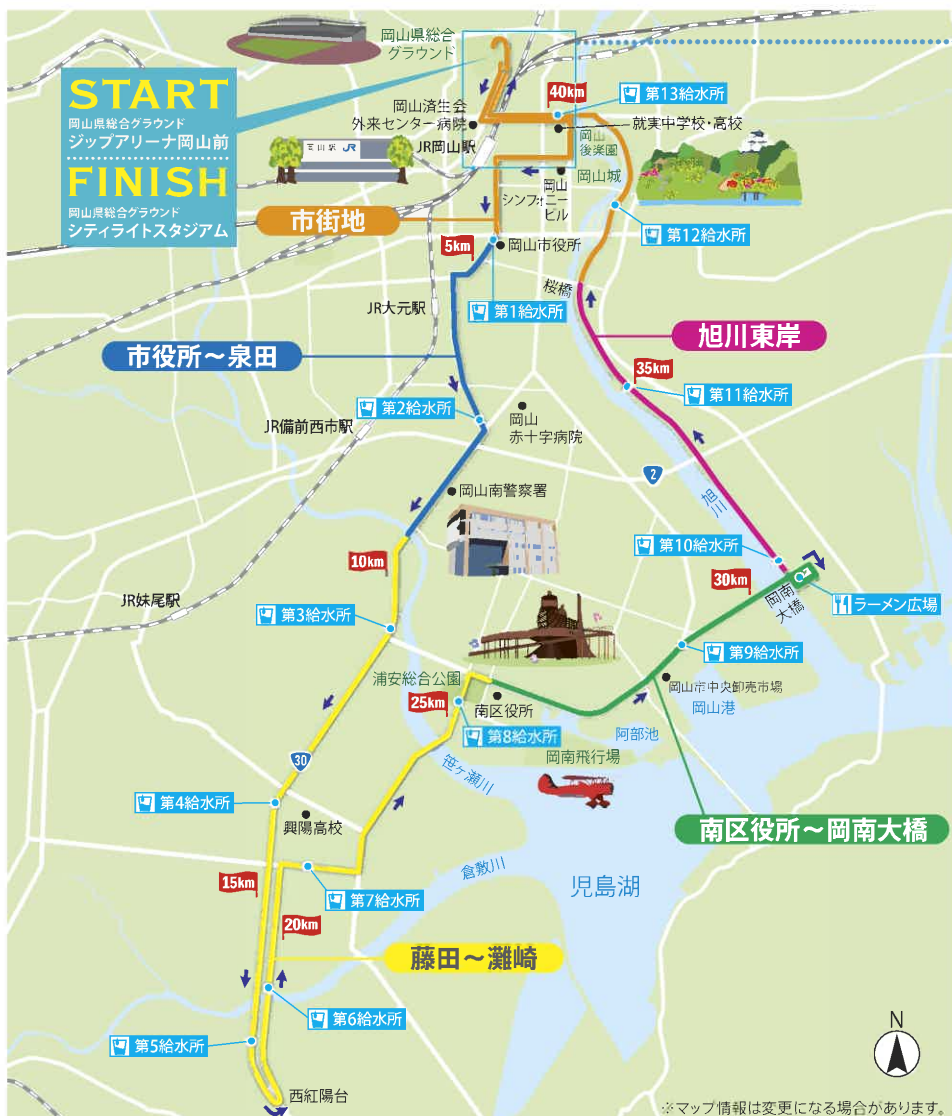 岡山県総合
グラウンド
START
岡山県総合グラウンド
ジップアリーナ岡山前
FINISH
岡山県総合グラウンド
シティライトスタジアム
40km
第13給水所
岡山済生会
外来センター病院
就実中学校・高校
JR岡山駅
JR
岡山
後楽園
岡山城
岡山
シンフォニー
ビル
市街地
第12給水所
5km
岡山市役所
桜橋
JR大元駅
第1給水所
旭川東岸
市役所～泉田
35km
第11給水所
第2給水所
岡山
赤十字病院
JR備前西市駅
2
岡山南警察署
旭川
第10給水所
10km
30km
岡南
大橋
ラーメン広場
JR妹尾駅
第3給水所
第9給水所
浦安総合公園
岡山市中央卸売市場
25km
南区役所
岡山港
第8給水所
阿部池
岡南飛行場
笹ヶ瀬川
30
第4給水所
興陽高校
南区役所～岡南大橋
倉敷川
児島湖
15km
第7給水所
20km
藤田～灘崎
第6給水所
第5給水所
N
西紅陽台
※マップ情報は変更になる場合があります。